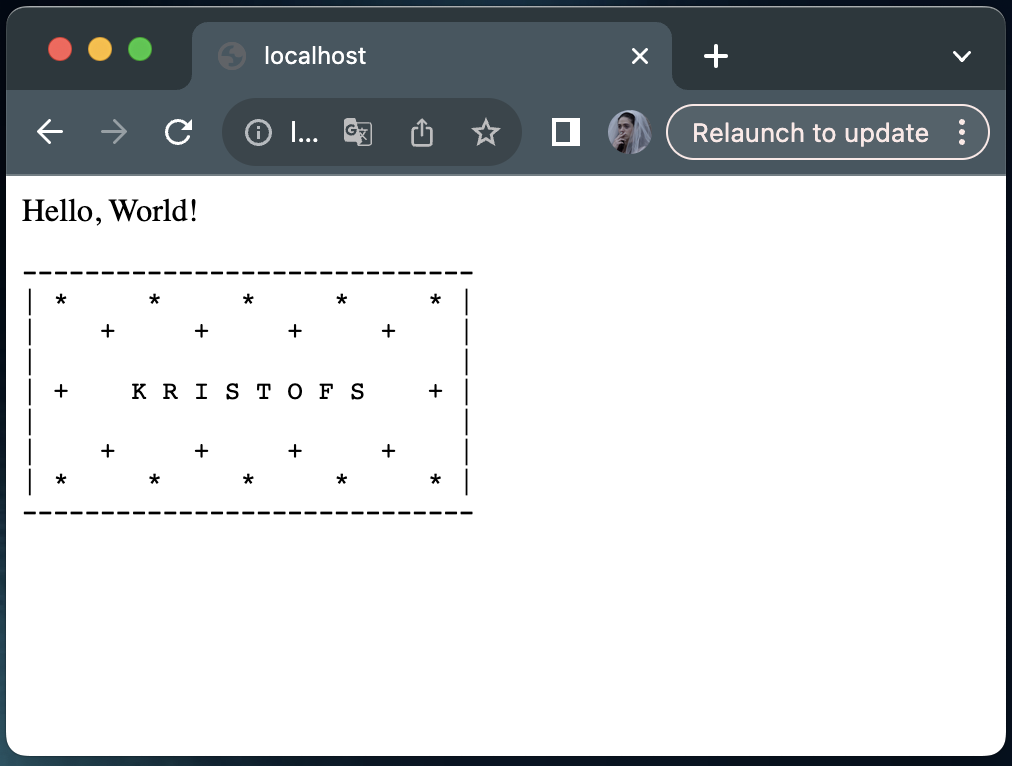 localhost
l...
Relaunch to update
Hello, World!
-----------------------------
| *     *     *     *     * |
|    +     +     +     +    |
|                           |
| +    K R I S T O F S    + |
|                           |
|    +     +     +     +    |
| *     *     *     *     * |
-----------------------------